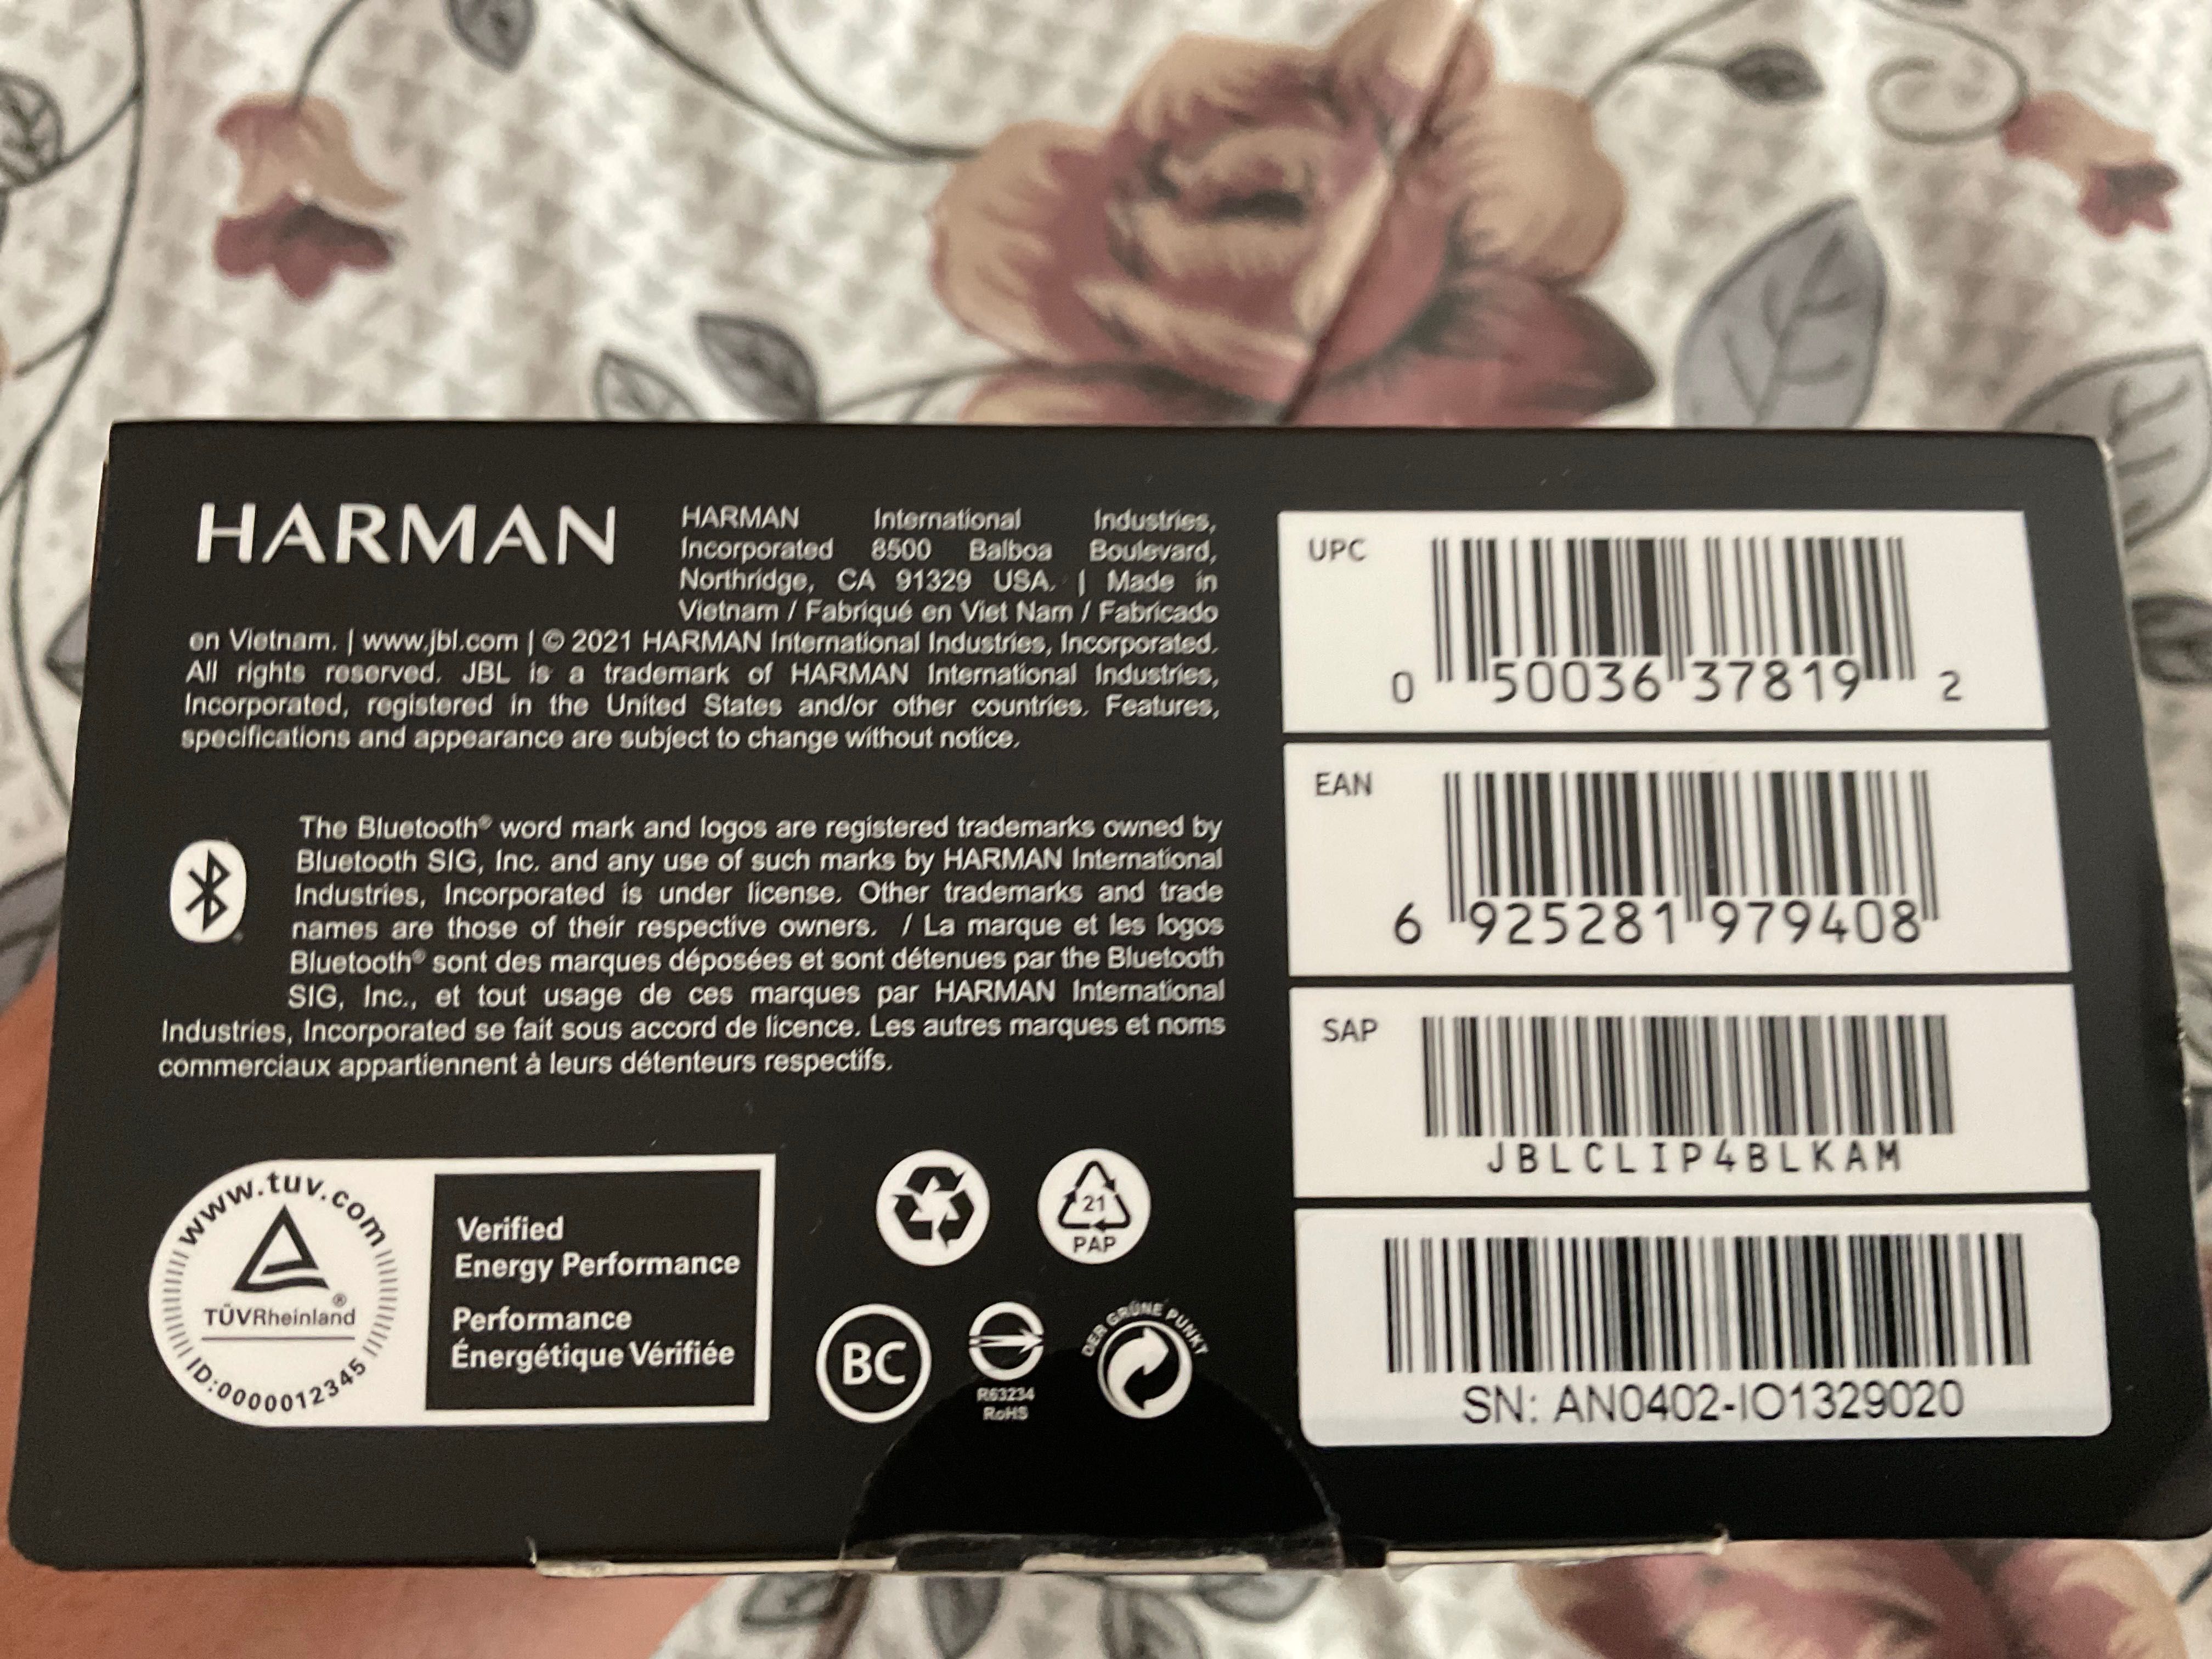 HARMAN
HARMAN International Industries,
Incorporated 8500 Balboa Boulevard,
Northridge, CA 91329 USA. | Made in
Vietnam / Fabriqué en Viet Nam / Fabricado
en Vietnam. | www.jbl.com | © 2021 HARMAN International Industries, Incorporated.
All rights reserved. JBL is a trademark of HARMAN International Industries,
Incorporated, registered in the United States and/or other countries. Features,
specifications and appearance are subject to change without notice.
The Bluetooth® word mark and logos are registered trademarks owned by
Bluetooth SIG, Inc. and any use of such marks by HARMAN International
Industries, Incorporated is under license. Other trademarks and trade
names are those of their respective owners. / La marque et les logos
Bluetooth® sont des marques déposées et sont détenues par the Bluetooth
SIG, Inc., et tout usage de ces marques par HARMAN International
Industries, Incorporated se fait sous accord de licence. Les autres marques et noms
commerciaux appartiennent à leurs détenteurs respectifs.
www.tuv.com
TÜVRheinland®
ID:0000012345
Verified
Energy Performance
Performance
Énergétique Vérifiée
21
PAP
BC
R63234
RoHS
DER GRÜNE PUNKT
UPC
0 50036 37819 2
EAN
6 925281 979408
SAP
JBLCLIP4BLKAM
SN: AN0402-IO1329020